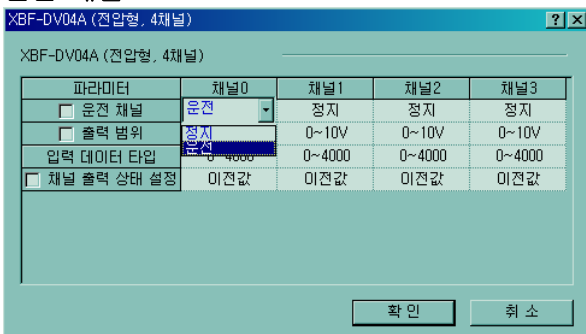 XBF-DV04A (전압형, 4채널)
XBF-DV04A (전압형, 4채널)
파라미터 채널0 채널1 채널2 채널3
운전 채널 운전 정지 정지 정지
출력 범위 정지 0~10V 0~10V 0~10V
운전
입력 데이터 타입 0~4000 0~4000 0~4000 0~4000
채널 출력 상태 설정 이전값 이전값 이전값 이전값
확 인 취 소